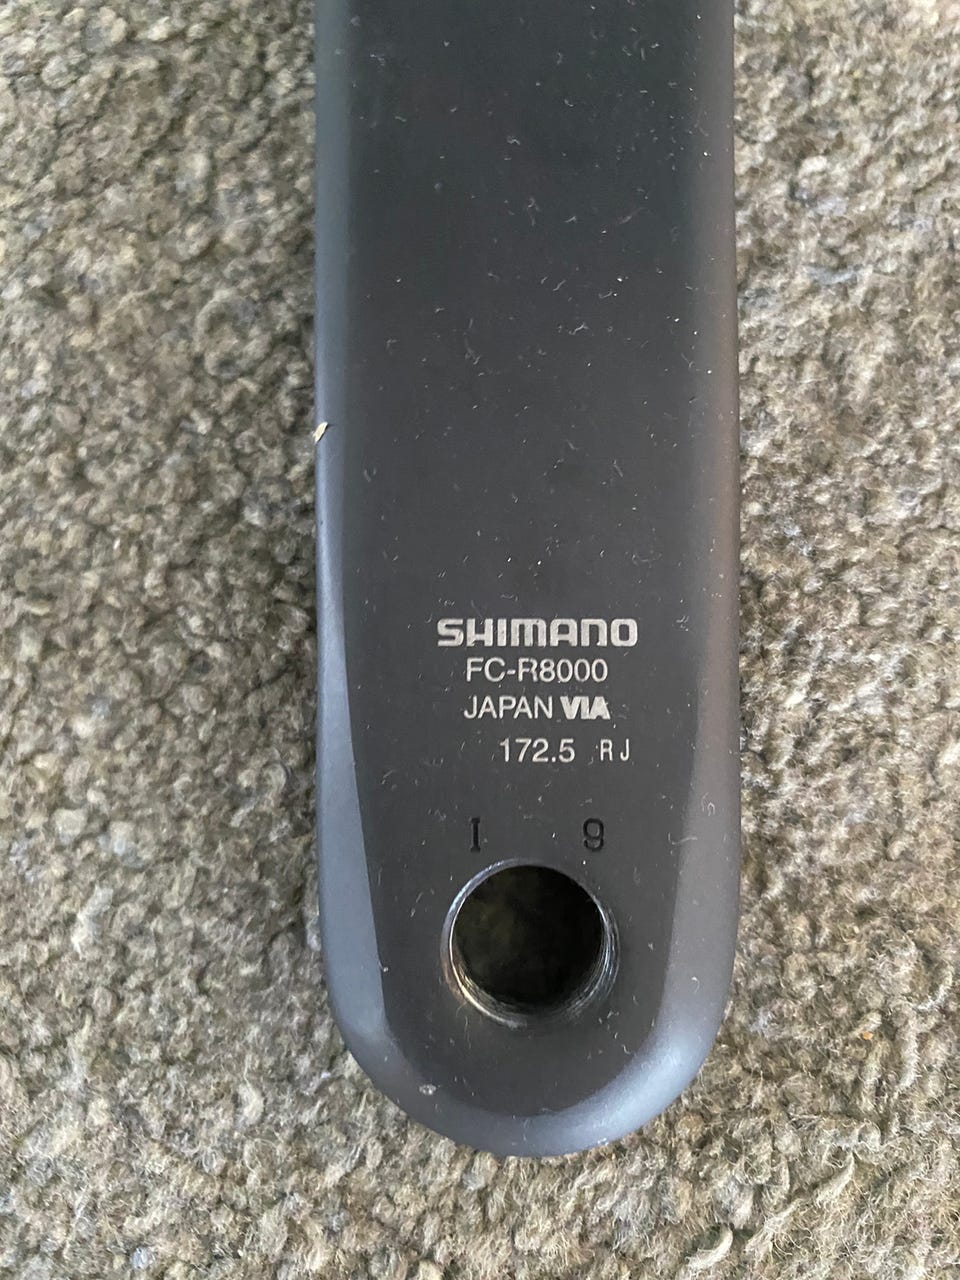 SHIMANO
FC-R8000
JAPAN VIA
172.5 RJ
I 9